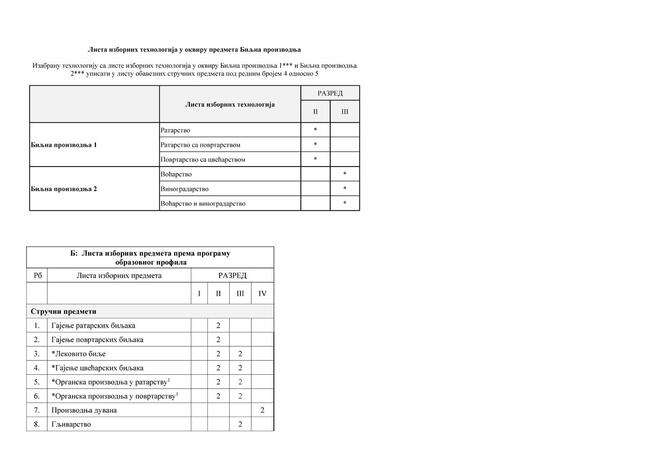 Листа изборних технологија у оквиру предмета Биљна производња
Изабрану технологију са листе изборних технологија у оквиру Биљна производња 1*** и Биљна производња
2*** уписати у листу обавезних стручних предмета под редним бројем 4 односно 5
Листа изборних технологија
РАЗРЕД
II III
Биљна производња 1
Ратарство *
Ратарство са повртарством *
Повртарство са цвећарством *
Биљна производња 2
Воћарство *
Виноградарство *
Воћарство и виноградарство *
Б: Листа изборних предмета према програму
образовног профила
Рб Листа изборних предмета РАЗРЕД
I II III IV
Стручни предмети
1. Гајење ратарских биљака 2
2. Гајење повртарских биљака 2
3. *Лековито биље 2 2
4. *Гајење цвећарских биљака 2 2
5. *Органска производња у ратарству¹ 2 2
6. *Органска производња у повртарству¹ 2 2
7. Производња дувана 2
8. Гљиварство 2